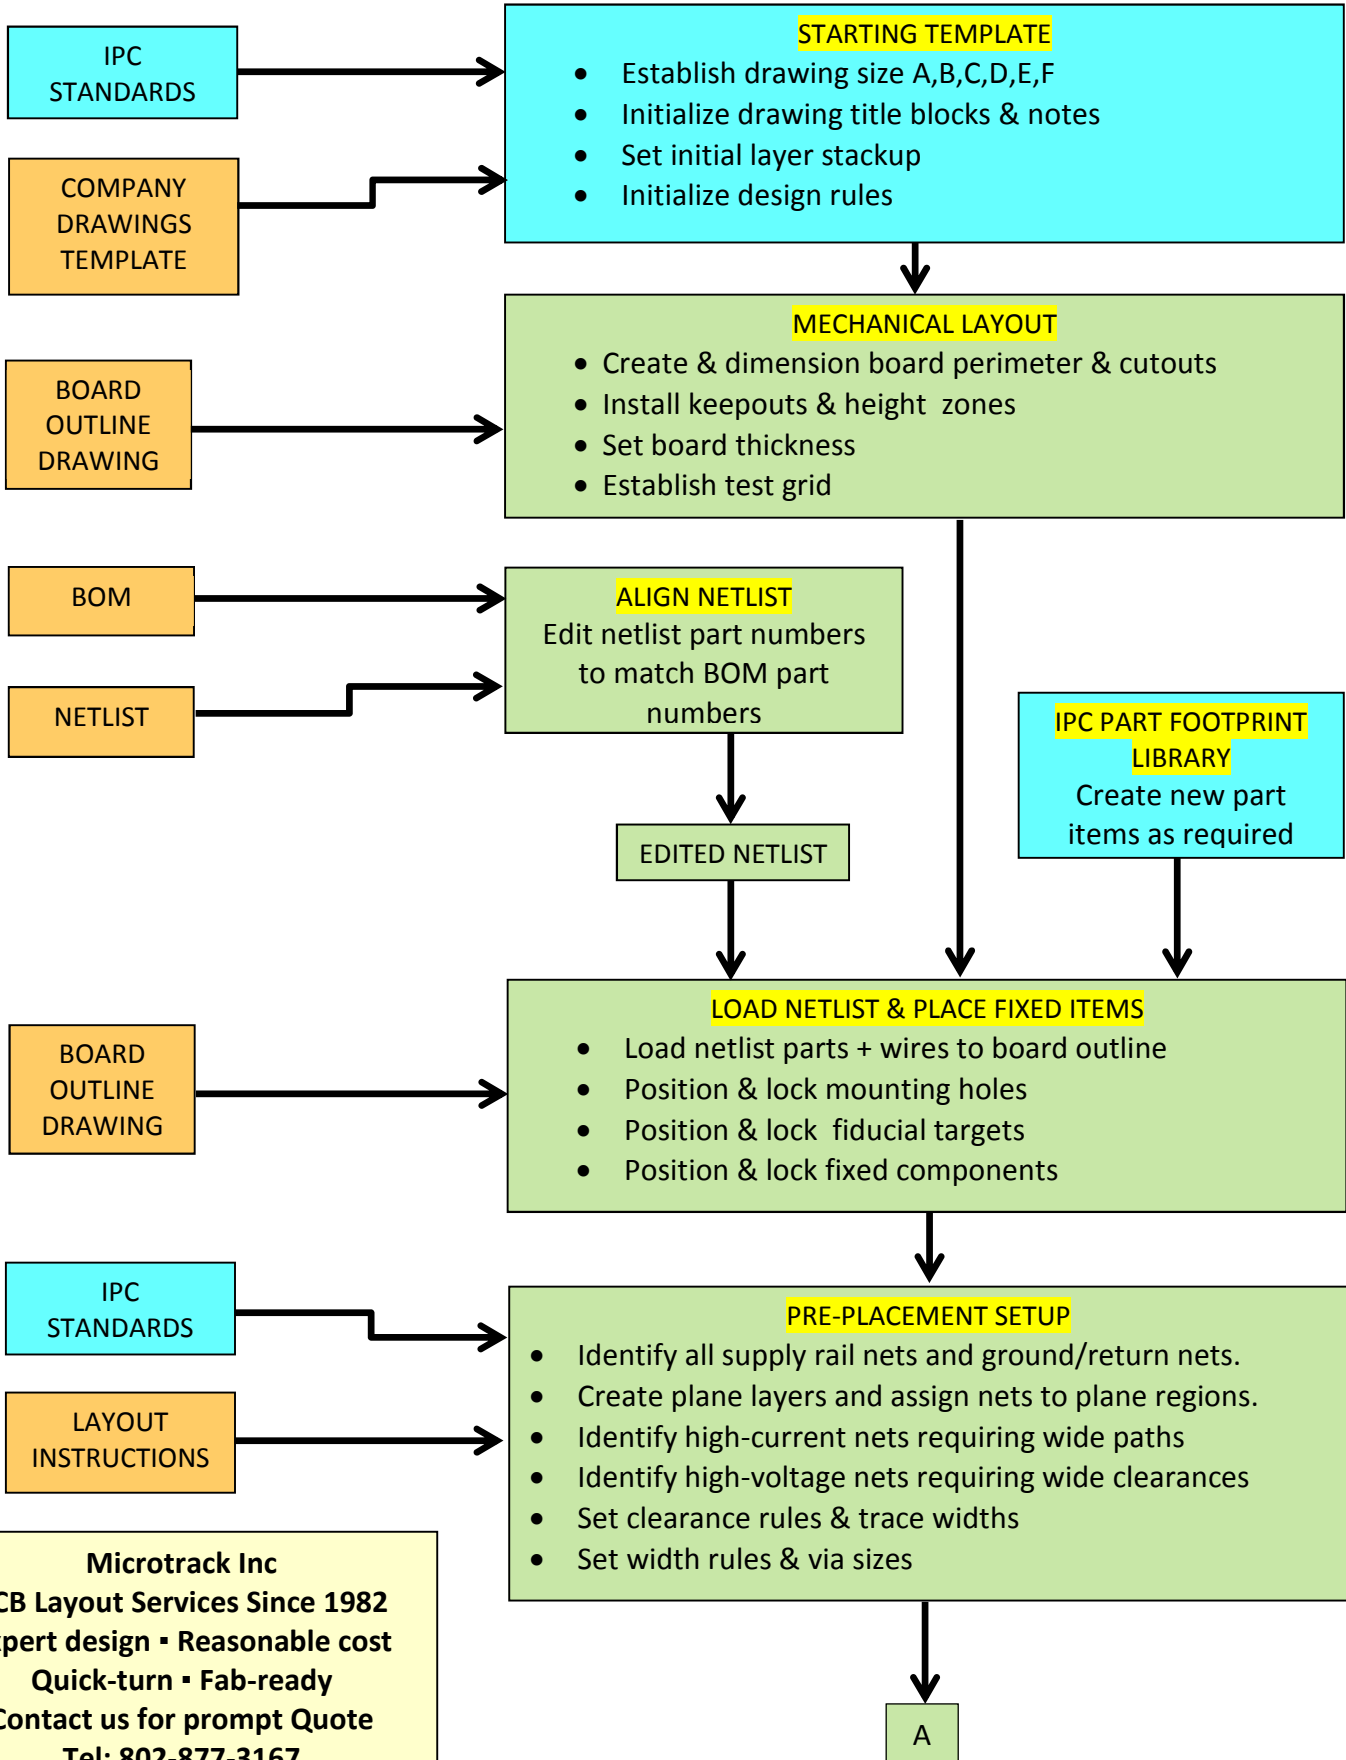 IPC
STANDARDS
STARTING TEMPLATE
• Establish drawing size A,B,C,D,E,F
• Initialize drawing title blocks & notes
• Set initial layer stackup
• Initialize design rules
COMPANY
DRAWINGS
TEMPLATE
MECHANICAL LAYOUT
• Create & dimension board perimeter & cutouts
• Install keepouts & height zones
• Set board thickness
• Establish test grid
BOARD
OUTLINE
DRAWING
BOM
ALIGN NETLIST
Edit netlist part numbers
to match BOM part
numbers
NETLIST
IPC PART FOOTPRINT
LIBRARY
Create new part
items as required
EDITED NETLIST
LOAD NETLIST & PLACE FIXED ITEMS
• Load netlist parts + wires to board outline
• Position & lock mounting holes
• Position & lock fiducial targets
• Position & lock fixed components
BOARD
OUTLINE
DRAWING
IPC
STANDARDS
PRE-PLACEMENT SETUP
• Identify all supply rail nets and ground/return nets.
• Create plane layers and assign nets to plane regions.
• Identify high-current nets requiring wide paths
• Identify high-voltage nets requiring wide clearances
• Set clearance rules & trace widths
• Set width rules & via sizes
LAYOUT
INSTRUCTIONS
Microtrack Inc
CB Layout Services Since 1982
xpert design ▪ Reasonable cost
Quick-turn ▪ Fab-ready
Contact us for prompt Quote
Tel: 802-877-3167
A